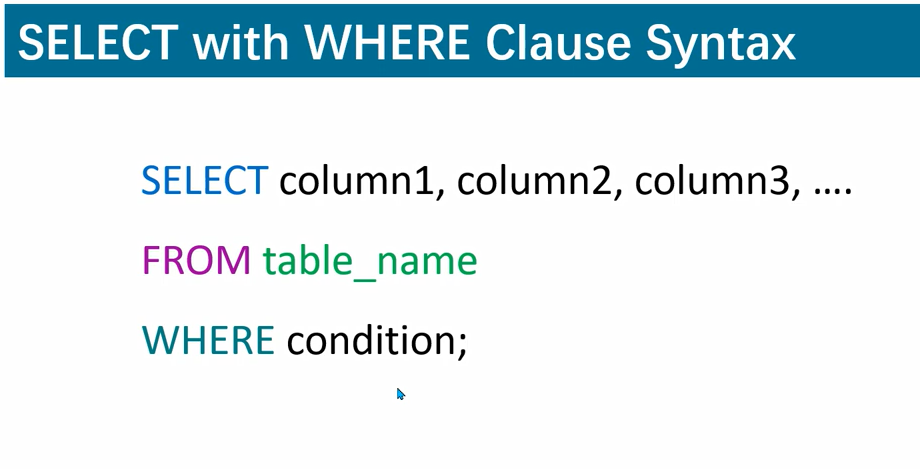 SELECT with WHERE Clause Syntax
SELECT column1, column2, column3, ....
FROM table_name
WHERE condition;